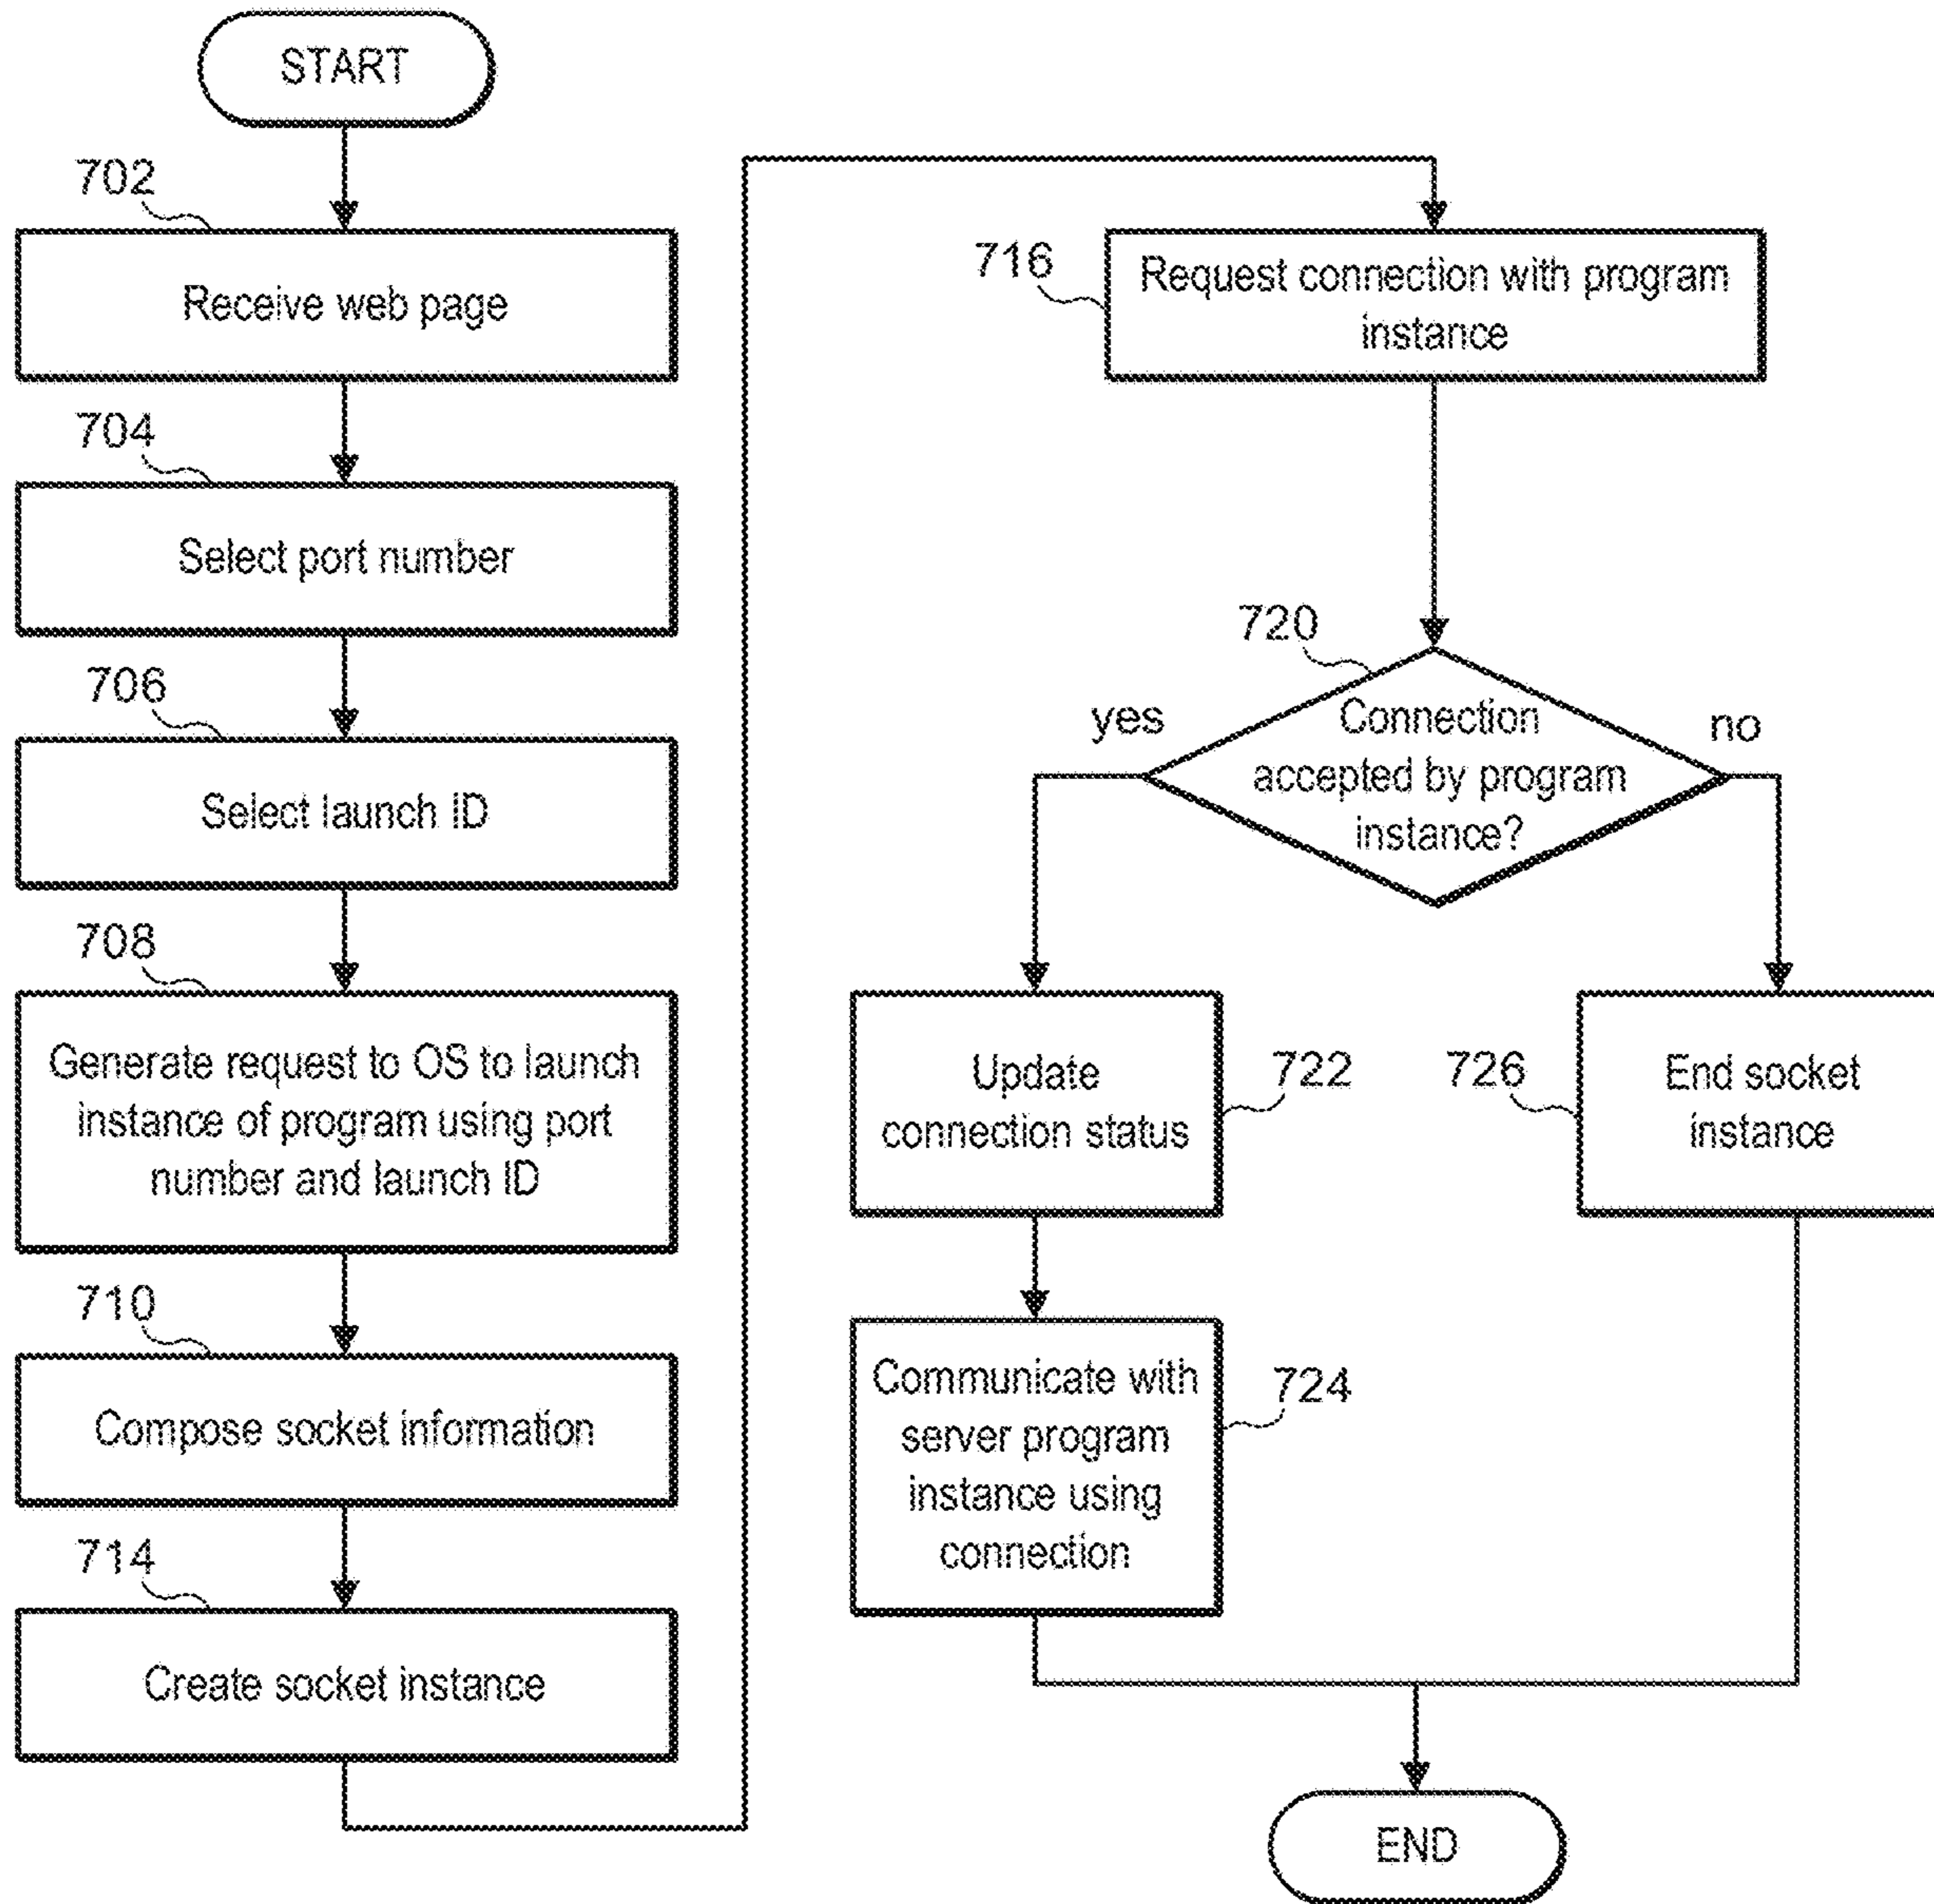 START
702
Receive web page
704
Select port number
706
Select launch ID
708
Generate request to OS to launch
instance of program using port
number and launch ID
710
Compose socket information
714
Create socket instance
716
Request connection with program
instance
720
Connection
accepted by program
instance?
yes
no
Update
connection status
722
726
End socket
instance
Communicate with
server program
instance using
connection
724
END